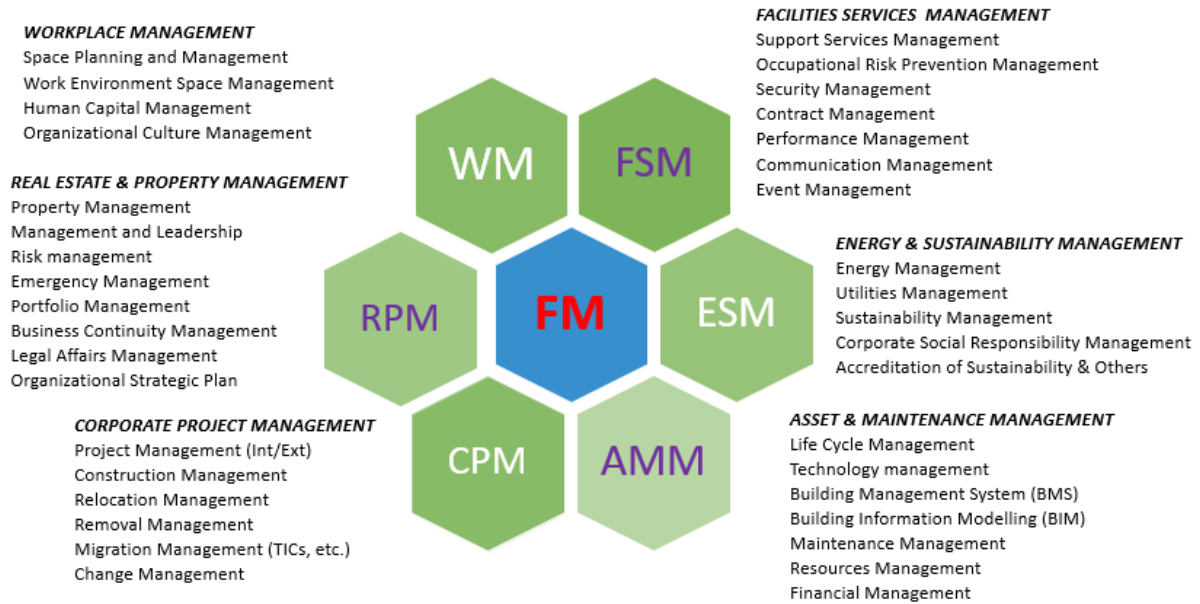 WORKPLACE MANAGEMENT
Space Planning and Management
Work Environment Space Management
Human Capital Management
Organizational Culture Management
REAL ESTATE & PROPERTY MANAGEMENT
Property Management
Management and Leadership
Risk management
Emergency Management
Portfolio Management
Business Continuity Management
Legal Affairs Management
Organizational Strategic Plan
CORPORATE PROJECT MANAGEMENT
Project Management (Int/Ext)
Construction Management
Relocation Management
Removal Management
Migration Management (TICs, etc.)
Change Management
WM
FSM
RPM
FM
ESM
CPM
AMM
FACILITIES SERVICES MANAGEMENT
Support Services Management
Occupational Risk Prevention Management
Security Management
Contract Management
Performance Management
Communication Management
Event Management
ENERGY & SUSTAINABILITY MANAGEMENT
Energy Management
Utilities Management
Sustainability Management
Corporate Social Responsibility Management
Accreditation of Sustainability & Others
ASSET & MAINTENANCE MANAGEMENT
Life Cycle Management
Technology management
Building Management System (BMS)
Building Information Modelling (BIM)
Maintenance Management
Resources Management
Financial Management